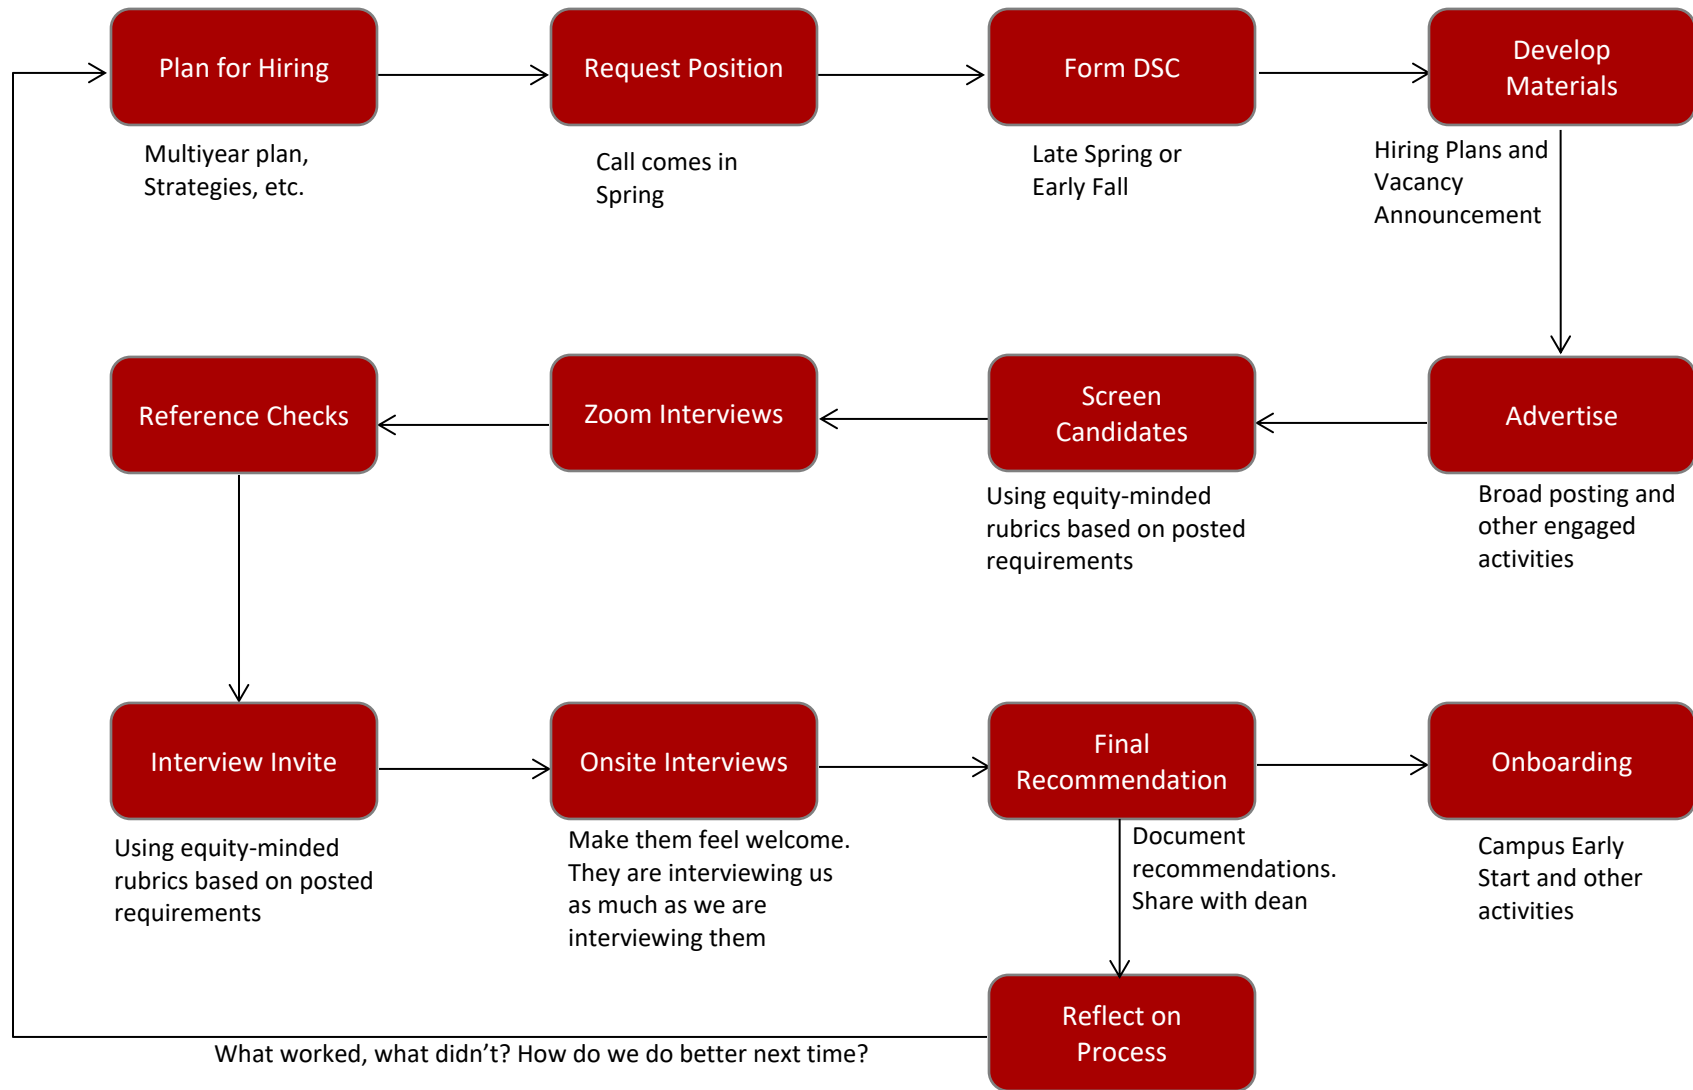 Plan for Hiring
Multiyear plan,
Strategies, etc.
Request Position
Call comes in
Spring
Form DSC
Late Spring or
Early Fall
Develop
Materials
Hiring Plans and
Vacancy
Announcement
Advertise
Broad posting and
other engaged
activities
Screen
Candidates
Using equity-minded
rubrics based on posted
requirements
Zoom Interviews
Reference Checks
Interview Invite
Using equity-minded
rubrics based on posted
requirements
Onsite Interviews
Make them feel welcome.
They are interviewing us
as much as we are
interviewing them
Final
Recommendation
Document
recommendations.
Share with dean
Onboarding
Campus Early
Start and other
activities
Reflect on
Process
What worked, what didn’t? How do we do better next time?